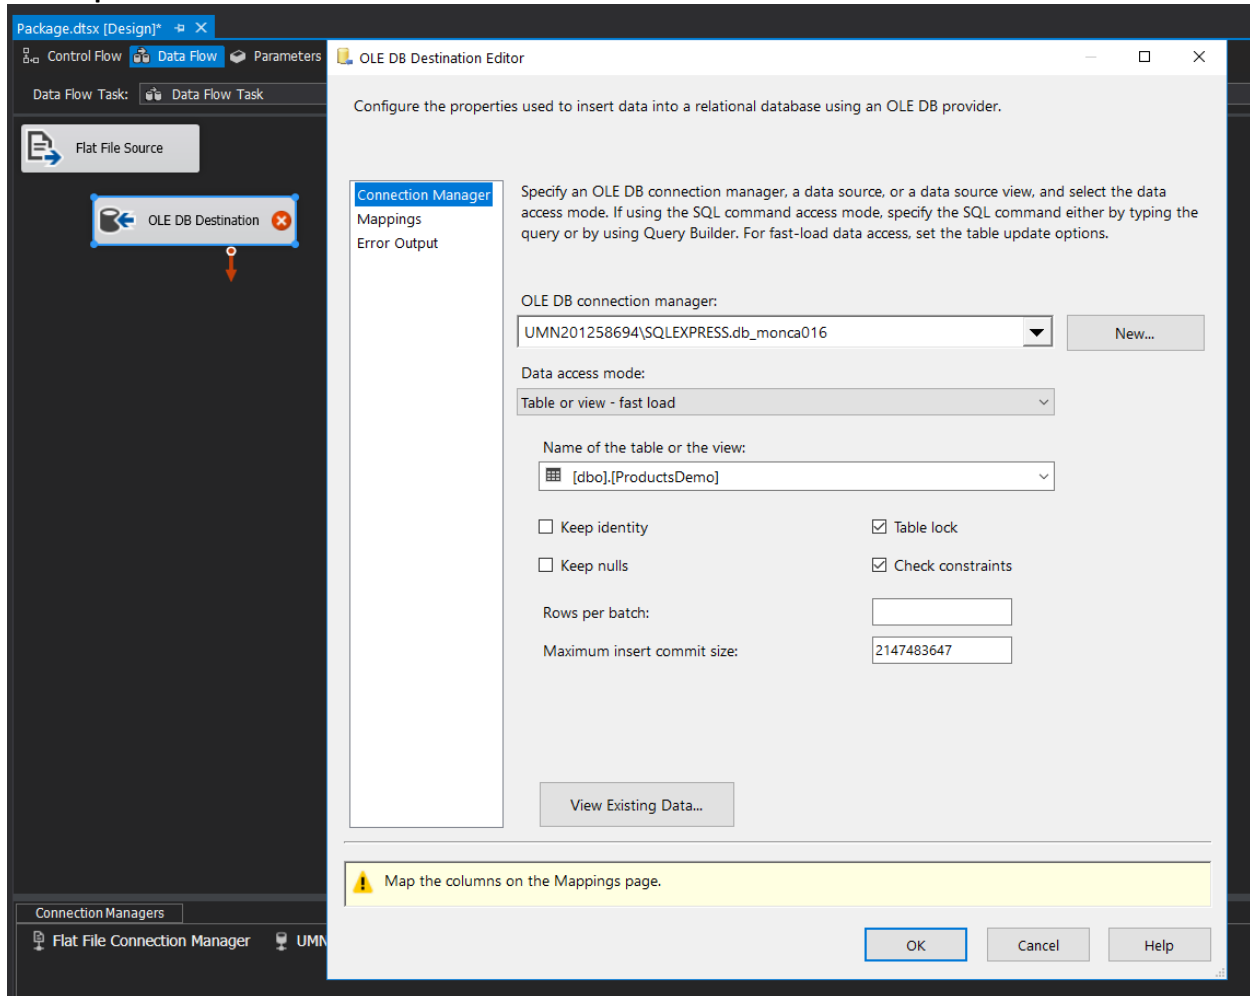 Package.dtsx [Design]*
Control Flow Data Flow Parameters
Data Flow Task: Data Flow Task
Flat File Source
OLE DB Destination
OLE DB Destination Editor
Configure the properties used to insert data into a relational database using an OLE DB provider.
Connection Manager
Mappings
Error Output
Specify an OLE DB connection manager, a data source, or a data source view, and select the data
access mode. If using the SQL command access mode, specify the SQL command either by typing the
query or by using Query Builder. For fast-load data access, set the table update options.
OLE DB connection manager:
UMN201258694\SQLEXPRESS.db_monca016
New...
Data access mode:
Table or view - fast load
Name of the table or the view:
[dbo].[ProductsDemo]
Keep identity
Table lock
Keep nulls
Check constraints
Rows per batch:
Maximum insert commit size:
2147483647
View Existing Data...
Map the columns on the Mappings page.
OK
Cancel
Help
Connection Managers
Flat File Connection Manager UMN